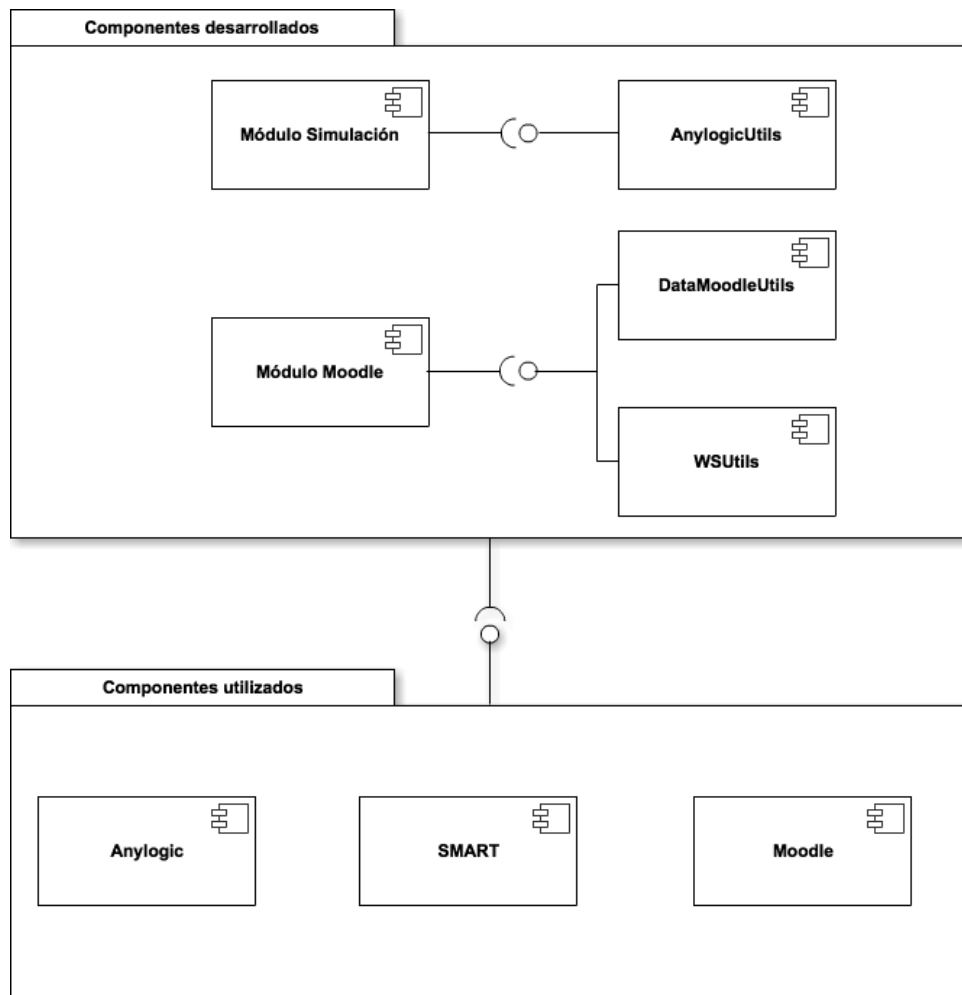 Componentes desarrollados
Módulo Simulación
AnylogicUtils
DataMoodleUtils
Módulo Moodle
WSUtils
Componentes utilizados
Anylogic
SMART
Moodle